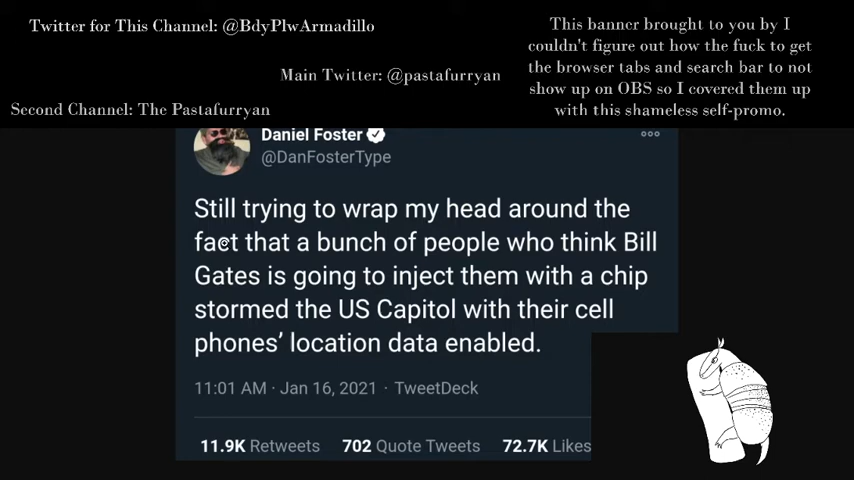 Twitter for This Channel: @BdyPlwArmadillo
Main Twitter: @pastafurryan
Second Channel: The Pastafurryan
This banner brought to you by I
couldn't figure out how the fuck to get
the browser tabs and search bar to not
show up on OBS so I covered them up
with this shameless self-promo.
Daniel Foster
@DanFosterType
Still trying to wrap my head around the
fact that a bunch of people who think Bill
Gates is going to inject them with a chip
stormed the US Capitol with their cell
phones' location data enabled.
11:01 AM · Jan 16, 2021 · TweetDeck
11.9K Retweets 702 Quote Tweets 72.7K Likes